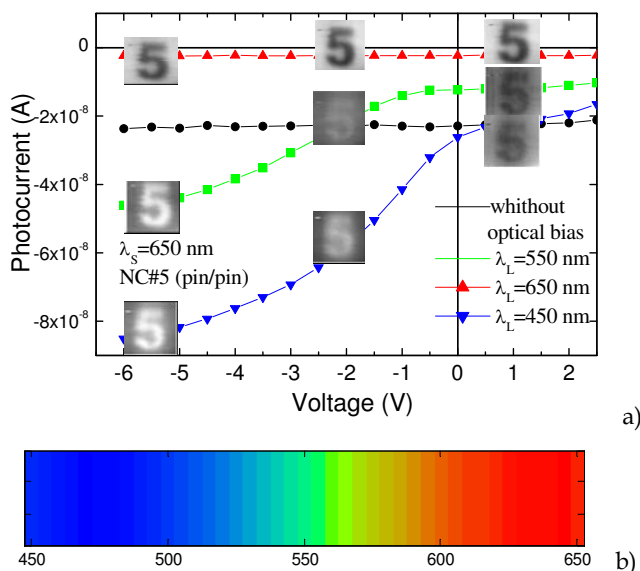 0
-2x10⁻⁸
-4x10⁻⁸
-6x10⁻⁸
-8x10⁻⁸
Photocurrent (A)
5 5 5
5 5
5
5 5
5
λS=650 nm
NC#5 (pin/pin)
whithout
optical bias
λL=550 nm
λL=650 nm
λL=450 nm
-6 -5 -4 -3 -2 -1 0 1 2
Voltage (V)
a)
450 500 550 600 650
b)